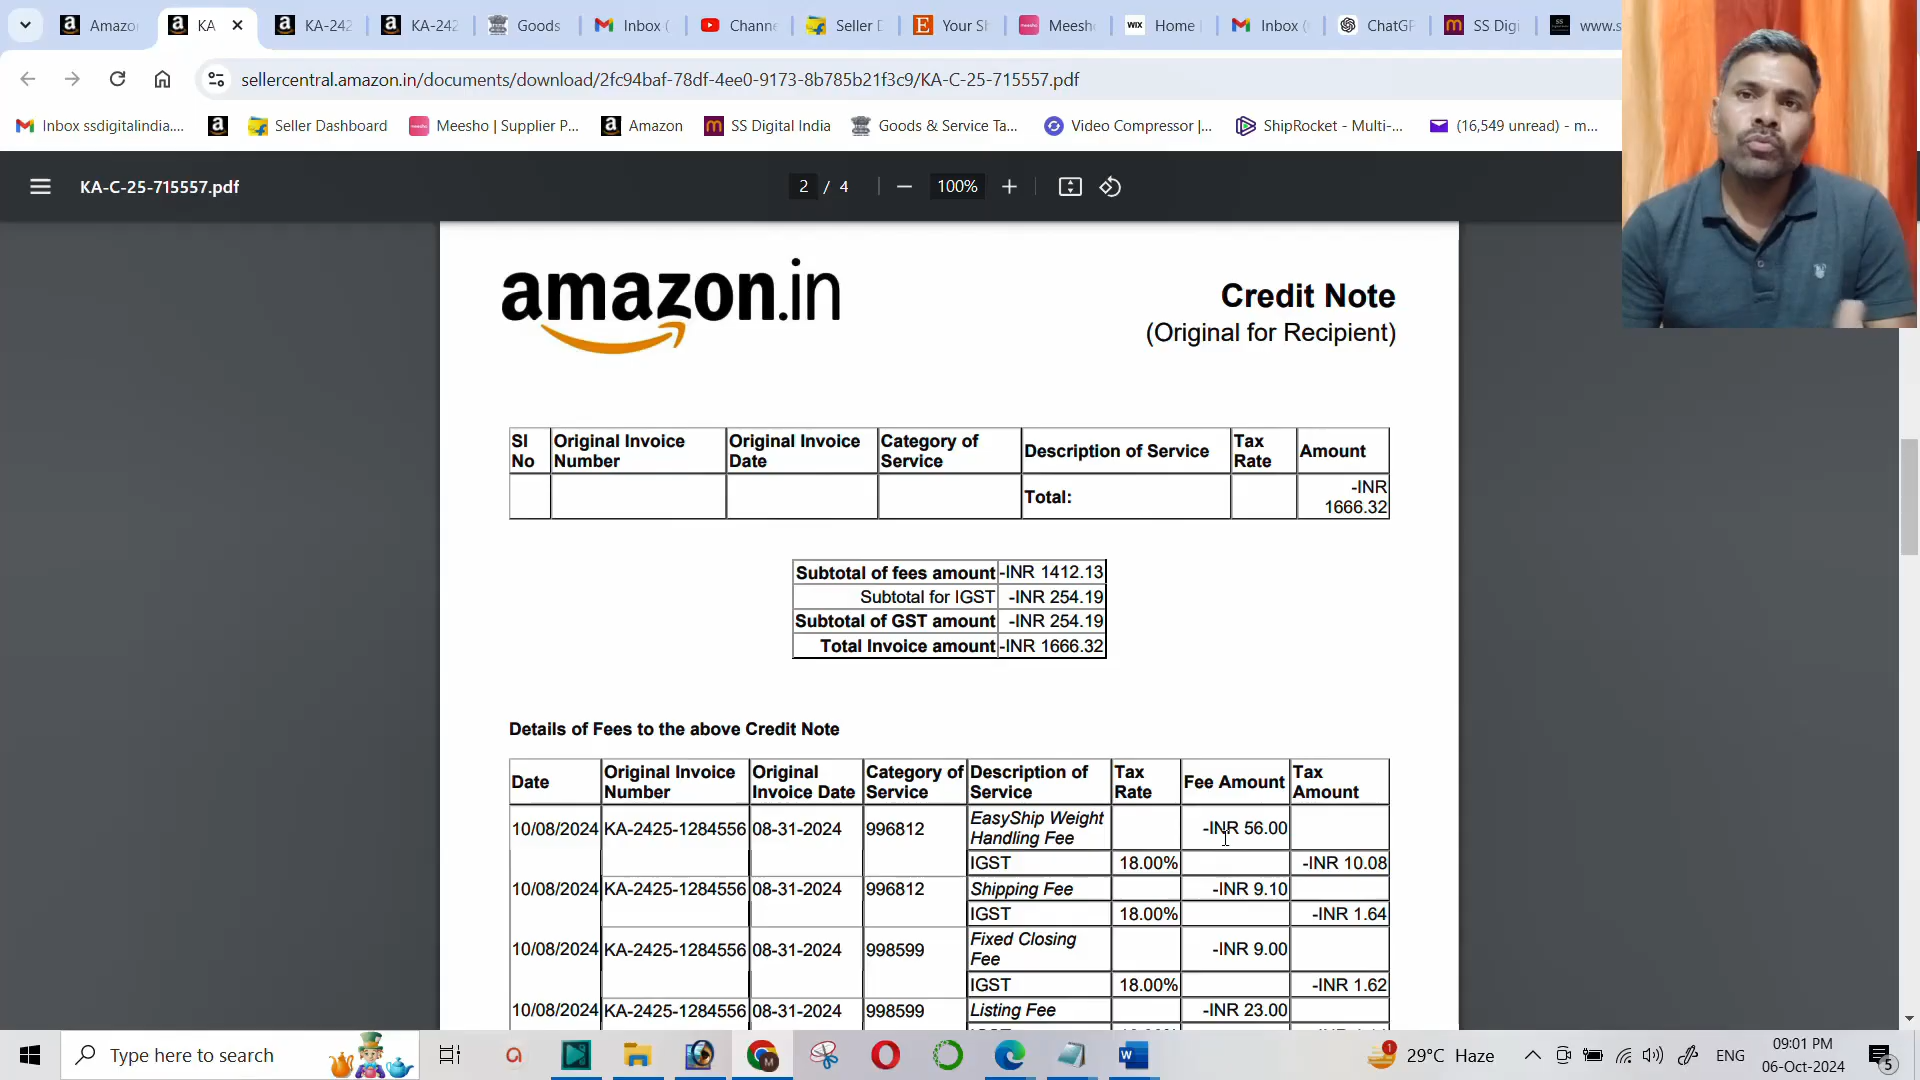 Amazo
KA
KA-242
KA-242
Goods
Inbox (
Chann
Seller D
Your Sh
Meesh
Home
Inbox (
ChatGP
SS Digi
www.s
sellercentral.amazon.in/documents/download/2fc94baf-78df-4ee0-9173-8b785b21f3c9/KA-C-25-715557.pdf
Inbox ssdigitalindia....
Seller Dashboard
Meesho | Supplier P...
Amazon
SS Digital India
Goods & Service Ta...
Video Compressor |...
ShipRocket - Multi-...
(16,549 unread) - m...
KA-C-25-715557.pdf
2 / 4
100%
amazon.in
Credit Note
(Original for Recipient)
SI No Original Invoice Number Original Invoice Date Category of Service Description of Service Tax Rate Amount
Total: -INR 1666.32
Subtotal of fees amount -INR 1412.13
Subtotal for IGST -INR 254.19
Subtotal of GST amount -INR 254.19
Total Invoice amount -INR 1666.32
Details of Fees to the above Credit Note
Date Original Invoice Number Original Invoice Date Category of Service Description of Service Tax Rate Fee Amount Tax Amount
10/08/2024 KA-2425-1284556 08-31-2024 996812 EasyShip Weight Handling Fee -INR 56.00
IGST 18.00% -INR 10.08
10/08/2024 KA-2425-1284556 08-31-2024 996812 Shipping Fee -INR 9.10
IGST 18.00% -INR 1.64
10/08/2024 KA-2425-1284556 08-31-2024 998599 Fixed Closing Fee -INR 9.00
IGST 18.00% -INR 1.62
10/08/2024 KA-2425-1284556 08-31-2024 998599 Listing Fee -INR 23.00
Type here to search
29°C Haze
ENG
09:01 PM
06-Oct-2024
5